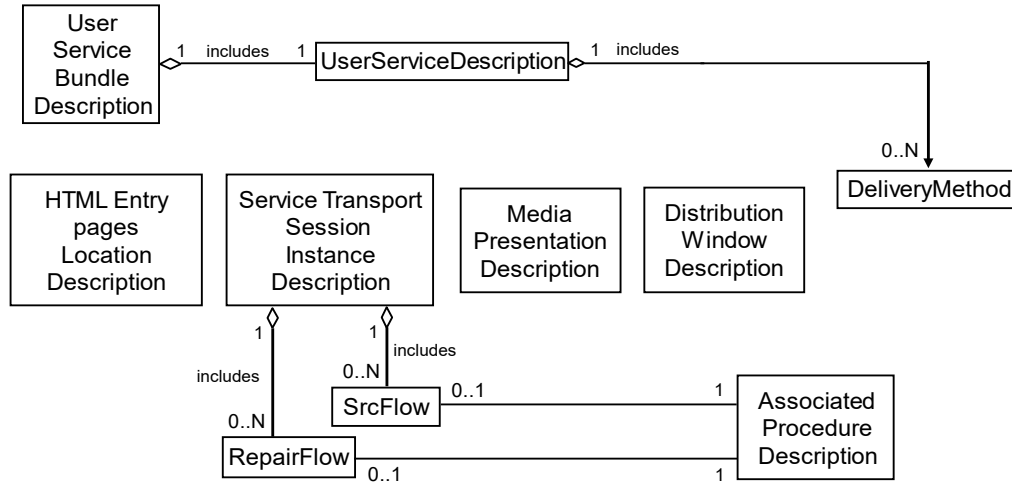 User
Service
Bundle
Description
1 includes 1
UserServiceDescription
1 includes
0..N
DeliveryMethod
HTML Entry
pages
Location
Description
Service Transport
Session
Instance
Description
Media
Presentation
Description
Distribution
Window
Description
1
includes
0..N
1
includes
0..N
SrcFlow
0..1
1
RepairFlow
0..1
1
Associated
Procedure
Description